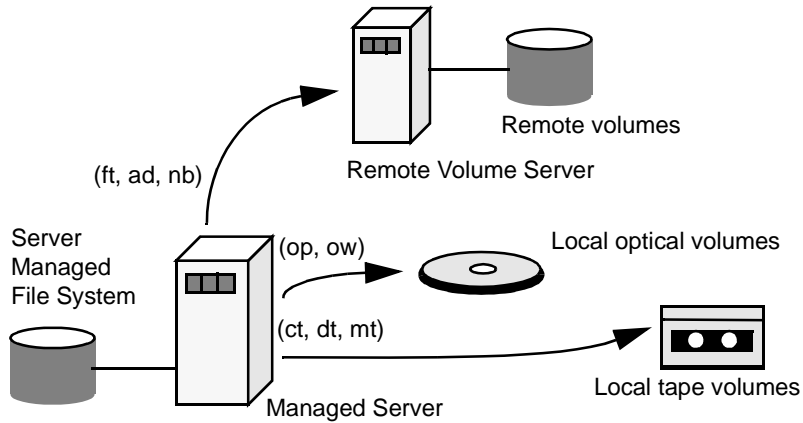 Remote volumes
Remote Volume Server
(ft, ad, nb)
Server
Managed
File System
(op, ow)
Local optical volumes
(ct, dt, mt)
Local tape volumes
Managed Server